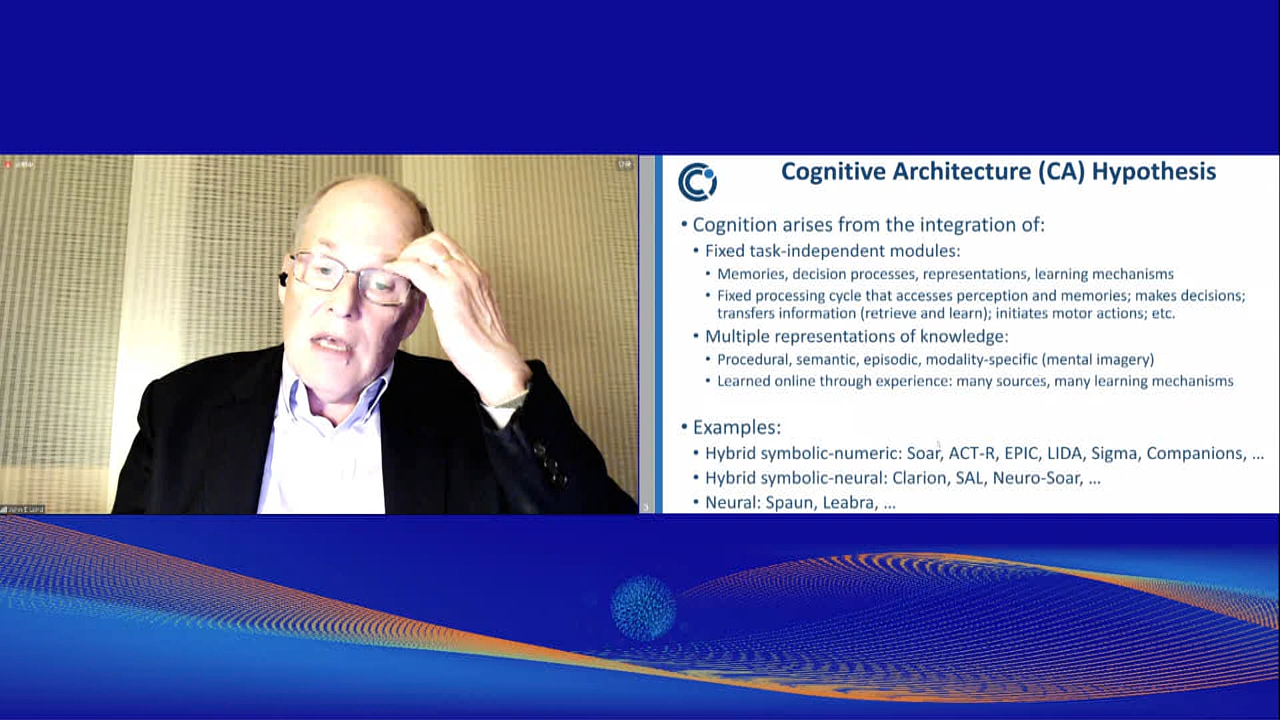 Cognitive Architecture (CA) Hypothesis
• Cognition arises from the integration of:
• Fixed task-independent modules:
• Memories, decision processes, representations, learning mechanisms
• Fixed processing cycle that accesses perception and memories; makes decisions;
transfers information (retrieve and learn); initiates motor actions; etc.
• Multiple representations of knowledge:
• Procedural, semantic, episodic, modality-specific (mental imagery)
• Learned online through experience: many sources, many learning mechanisms
• Examples:
• Hybrid symbolic-numeric: Soar, ACT-R, EPIC, LIDA, Sigma, Companions, ...
• Hybrid symbolic-neural: Clarion, SAL, Neuro-Soar, ...
• Neural: Spaun, Leabra, ...
John E Laird
3